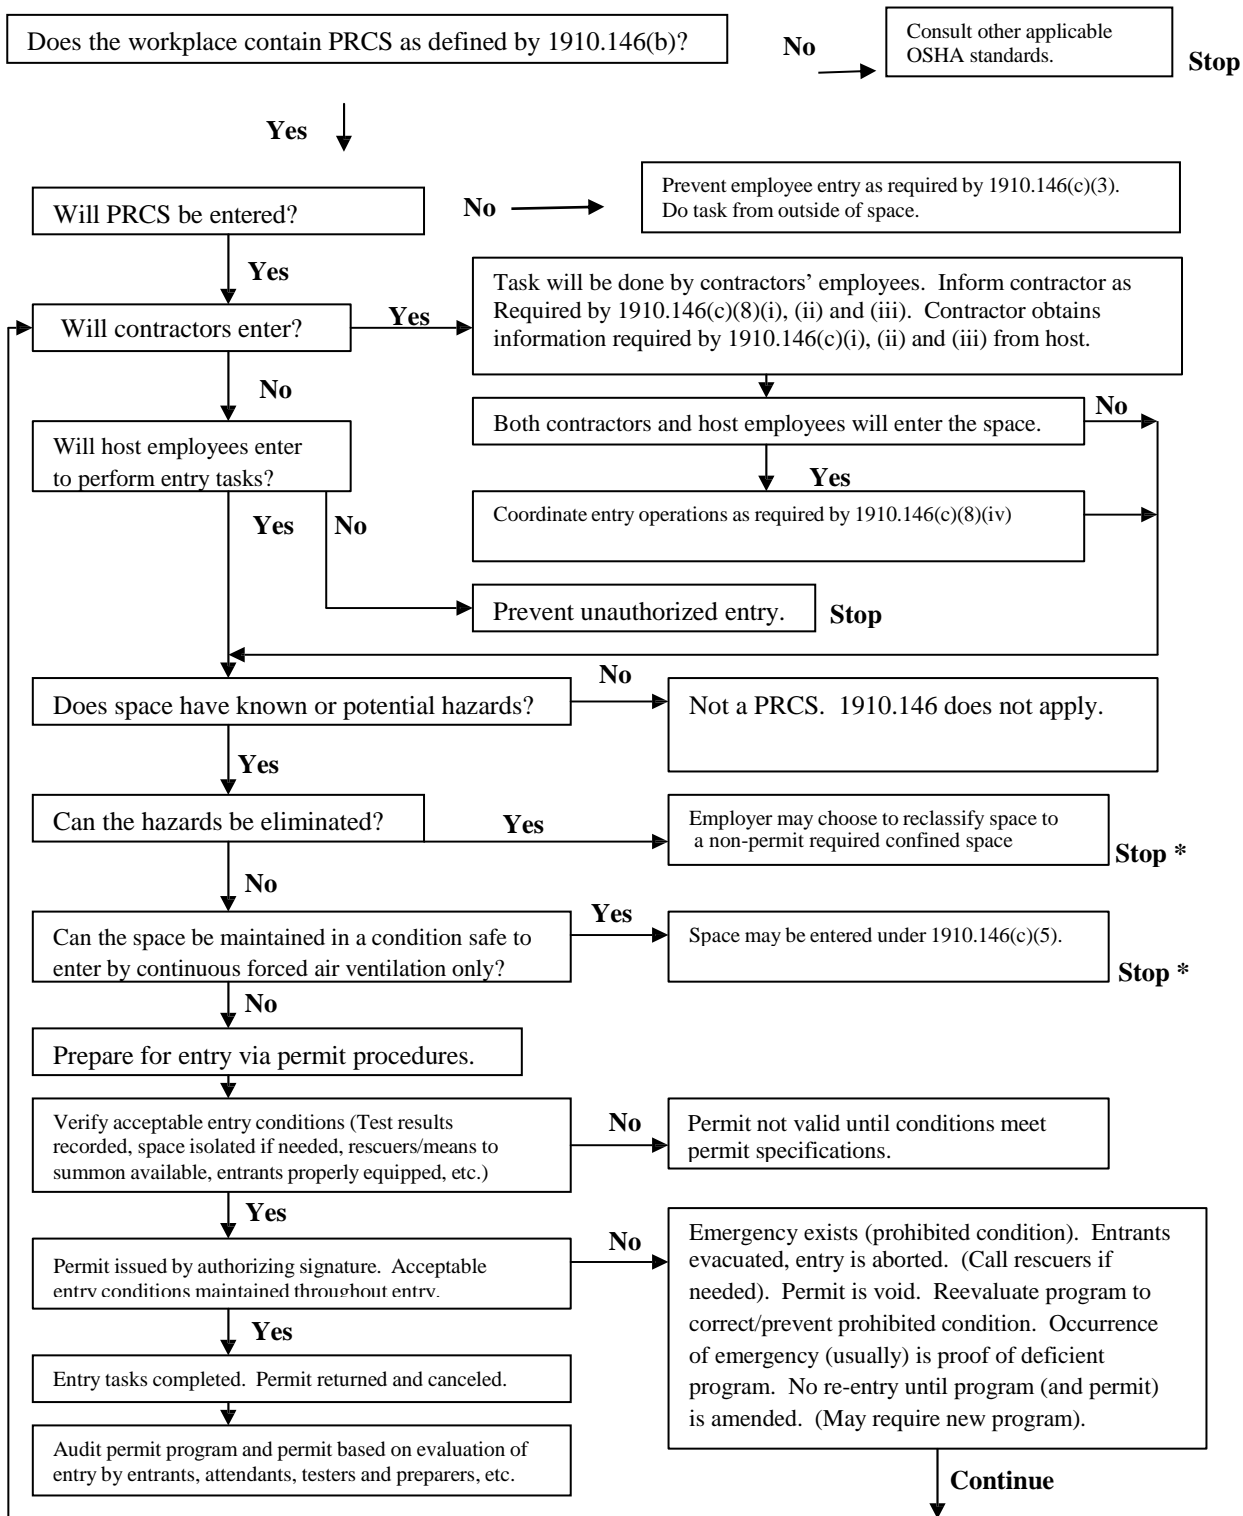 Does the workplace contain PRCS as defined by 1910.146(b)?
No
Consult other applicable
OSHA standards.
Stop
Yes
Will PRCS be entered?
No
Prevent employee entry as required by 1910.146(c)(3).
Do task from outside of space.
Yes
Will contractors enter?
Yes
Task will be done by contractors’ employees. Inform contractor as
Required by 1910.146(c)(8)(i), (ii) and (iii). Contractor obtains
information required by 1910.146(c)(i), (ii) and (iii) from host.
No
Both contractors and host employees will enter the space.
No
Will host employees enter
to perform entry tasks?
Yes
Coordinate entry operations as required by 1910.146(c)(8)(iv)
Yes
No
Prevent unauthorized entry.
Stop
Does space have known or potential hazards?
No
Not a PRCS. 1910.146 does not apply.
Yes
Can the hazards be eliminated?
Yes
Employer may choose to reclassify space to
a non-permit required confined space
Stop *
No
Can the space be maintained in a condition safe to
enter by continuous forced air ventilation only?
Yes
Space may be entered under 1910.146(c)(5).
Stop *
No
Prepare for entry via permit procedures.
Verify acceptable entry conditions (Test results
recorded, space isolated if needed, rescuers/means to
summon available, entrants properly equipped, etc.)
No
Permit not valid until conditions meet
permit specifications.
Yes
Permit issued by authorizing signature. Acceptable
entry conditions maintained throughout entry.
No
Emergency exists (prohibited condition). Entrants
evacuated, entry is aborted. (Call rescuers if
needed). Permit is void. Reevaluate program to
correct/prevent prohibited condition. Occurrence
of emergency (usually) is proof of deficient
program. No re-entry until program (and permit)
is amended. (May require new program).
Yes
Entry tasks completed. Permit returned and canceled.
Audit permit program and permit based on evaluation of
entry by entrants, attendants, testers and preparers, etc.
Continue